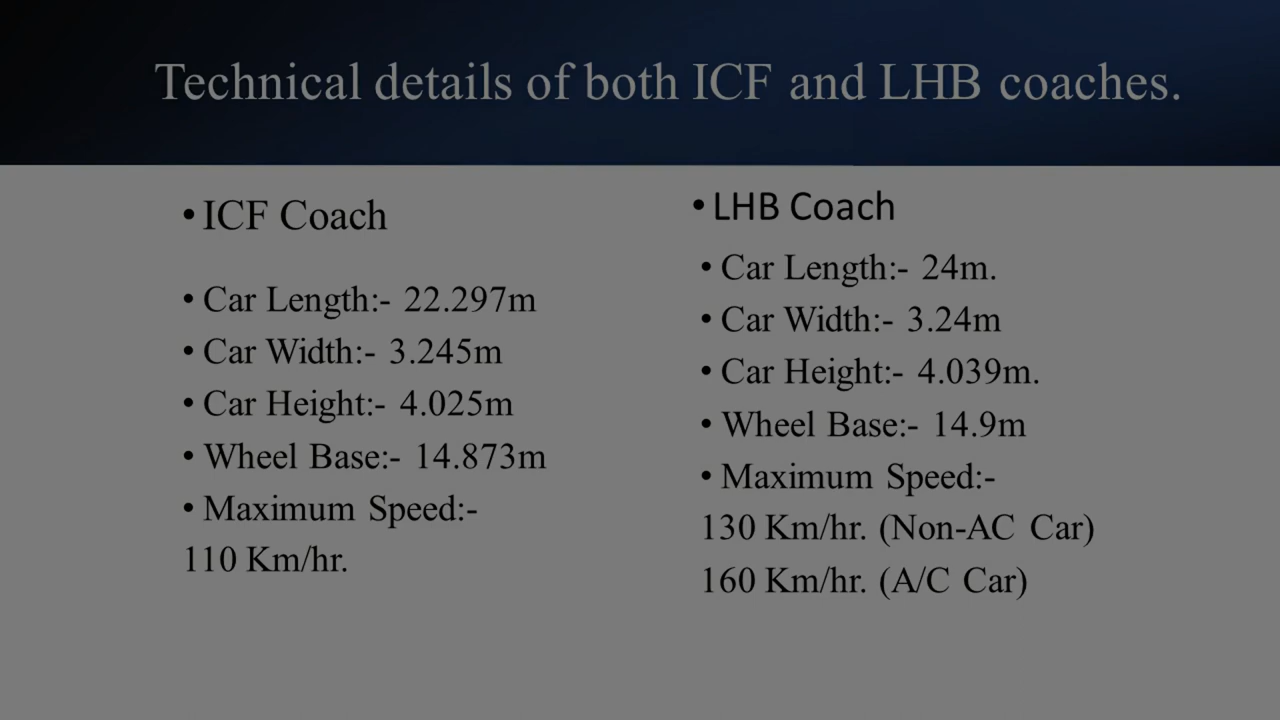 Technical details of both ICF and LHB coaches.
• ICF Coach
• Car Length:- 22.297m
• Car Width:- 3.245m
• Car Height:- 4.025m
• Wheel Base:- 14.873m
• Maximum Speed:-
110 Km/hr.
• LHB Coach
• Car Length:- 24m.
• Car Width:- 3.24m
• Car Height:- 4.039m.
• Wheel Base:- 14.9m
• Maximum Speed:-
130 Km/hr. (Non-AC Car)
160 Km/hr. (A/C Car)